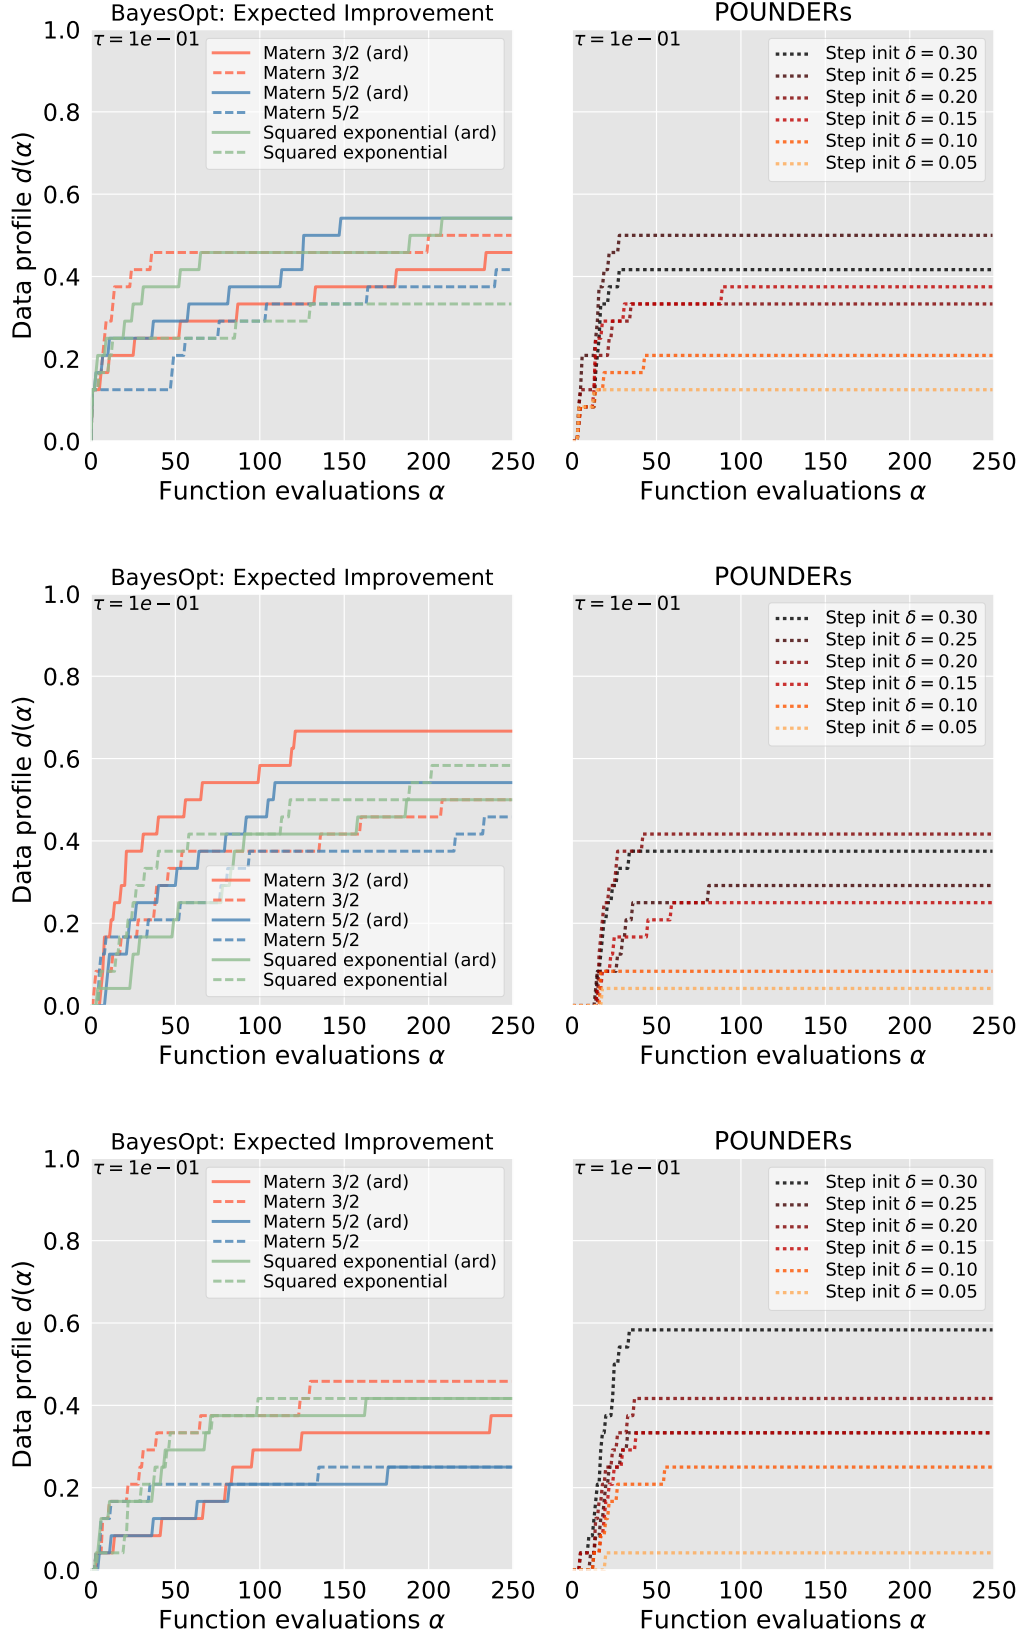 BayesOpt: Expected Improvement
τ = 1e−01
Matern 3/2 (ard)
Matern 3/2
Matern 5/2 (ard)
Matern 5/2
Squared exponential (ard)
Squared exponential
Data profile d(α)
1.0
0.8
0.6
0.4
0.2
0.0
0 50 100 150 200 250
Function evaluations α
POUNDERs
τ = 1e−01
Step init δ = 0.30
Step init δ = 0.25
Step init δ = 0.20
Step init δ = 0.15
Step init δ = 0.10
Step init δ = 0.05
0 50 100 150 200 250
Function evaluations α
BayesOpt: Expected Improvement
τ = 1e−01
Data profile d(α)
1.0
0.8
0.6
0.4
0.2
0.0
Matern 3/2 (ard)
Matern 3/2
Matern 5/2 (ard)
Matern 5/2
Squared exponential (ard)
Squared exponential
0 50 100 150 200 250
Function evaluations α
POUNDERs
τ = 1e−01
Step init δ = 0.30
Step init δ = 0.25
Step init δ = 0.20
Step init δ = 0.15
Step init δ = 0.10
Step init δ = 0.05
0 50 100 150 200 250
Function evaluations α
BayesOpt: Expected Improvement
τ = 1e−01
Matern 3/2 (ard)
Matern 3/2
Matern 5/2 (ard)
Matern 5/2
Squared exponential (ard)
Squared exponential
Data profile d(α)
1.0
0.8
0.6
0.4
0.2
0.0
0 50 100 150 200 250
Function evaluations α
POUNDERs
τ = 1e−01
Step init δ = 0.30
Step init δ = 0.25
Step init δ = 0.20
Step init δ = 0.15
Step init δ = 0.10
Step init δ = 0.05
0 50 100 150 200 250
Function evaluations α